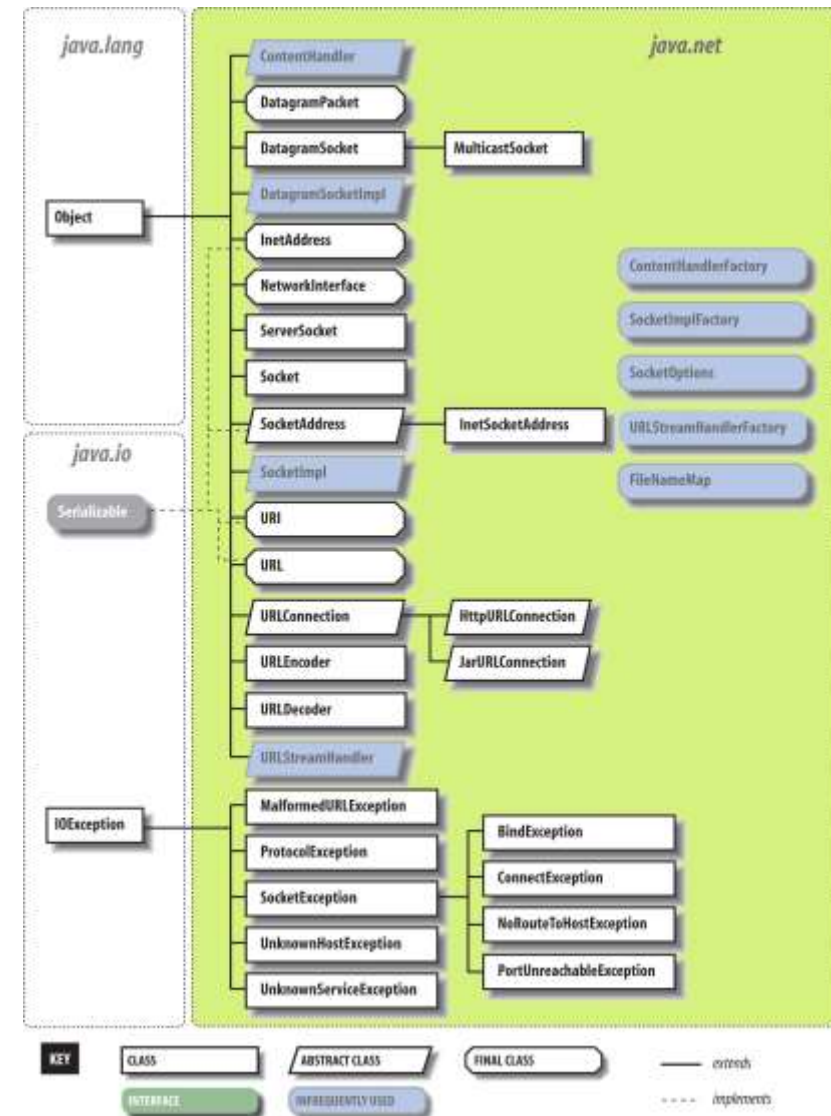 java.lang
java.net
ContentHandler
DatagramPacket
DatagramSocket
MulticastSocket
DatagramSocketImpl
Object
InetAddress
ContentHandlerFactory
NetworkInterface
SocketImplFactory
ServerSocket
Socket
SocketOptions
SocketAddress
InetSocketAddress
URLStreamHandlerFactory
java.io
SocketImpl
FileNameMap
Serializable
URI
URL
URLConnection
HttpURLConnection
URLEncoder
JarURLConnection
URLDecoder
URLStreamHandler
MalformedURLException
IOException
BindException
ProtocolException
ConnectException
SocketException
NoRouteToHostException
UnknownHostException
PortUnreachableException
UnknownServiceException
KEY
CLASS
ABSTRACT CLASS
FINAL CLASS
extends
INTERFACE
INFREQUENTLY USED
implements